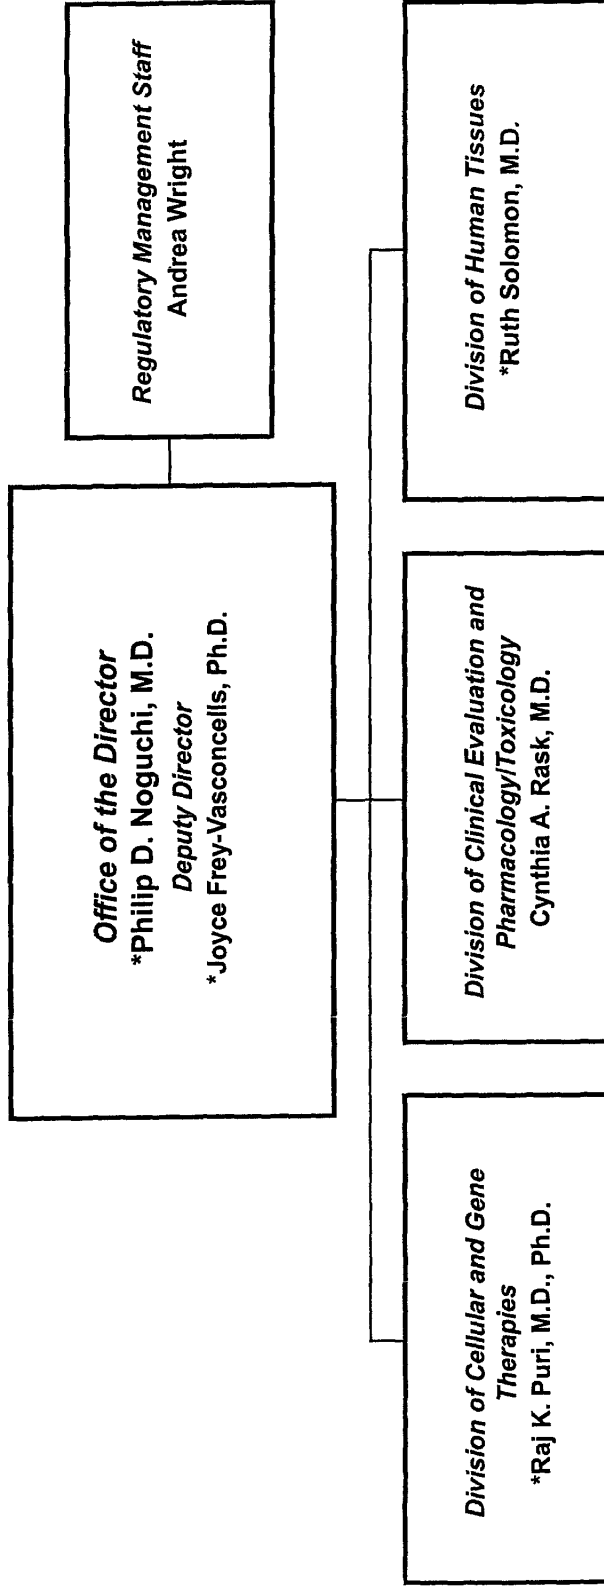 Office of the Director
*Philip D. Noguchi, M.D.
Deputy Director
*Joyce Frey-Vasconcells, Ph.D.
Regulatory Management Staff
Andrea Wright
Division of Cellular and Gene
Therapies
*Raj K. Puri, M.D., Ph.D.
Division of Clinical Evaluation and
Pharmacology/Toxicology
Cynthia A. Rask, M.D.
Division of Human Tissues
*Ruth Solomon, M.D.